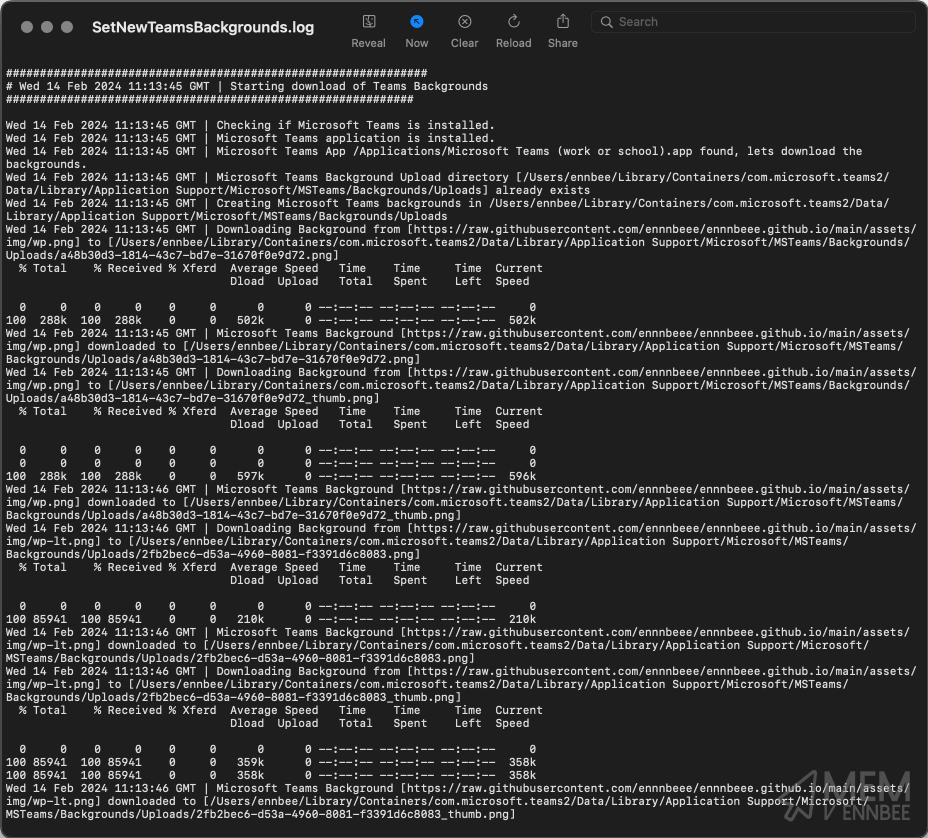 SetNewTeamsBackgrounds.log
Reveal
Now
Clear
Reload
Share
Search
##############################################################
# Wed 14 Feb 2024 11:13:45 GMT | Starting download of Teams Backgrounds
############################################################
Wed 14 Feb 2024 11:13:45 GMT | Checking if Microsoft Teams is installed.
Wed 14 Feb 2024 11:13:45 GMT | Microsoft Teams application is installed.
Wed 14 Feb 2024 11:13:45 GMT | Microsoft Teams App /Applications/Microsoft Teams (work or school).app found, lets download the
backgrounds.
Wed 14 Feb 2024 11:13:45 GMT | Microsoft Teams Background Upload directory [/Users/ennbee/Library/Containers/com.microsoft.teams2/
Data/Library/Application Support/Microsoft/MSTeams/Backgrounds/Uploads] already exists
Wed 14 Feb 2024 11:13:45 GMT | Creating Microsoft Teams backgrounds in /Users/ennbee/Library/Containers/com.microsoft.teams2/Data/
Library/Application Support/Microsoft/MSTeams/Backgrounds/Uploads
Wed 14 Feb 2024 11:13:45 GMT | Downloading Background from [https://raw.githubusercontent.com/ennnbeee/ennnbeee.github.io/main/assets/
img/wp.png] to [/Users/ennbee/Library/Containers/com.microsoft.teams2/Data/Library/Application Support/Microsoft/MSTeams/Backgrounds/
Uploads/a48b30d3-1814-43c7-bd7e-31670f0e9d72.png]
% Total % Received % Xferd Average Speed Time Time Time Current
Dload Upload Total Spent Left Speed
0 0 0 0 0 0 0 0 --:--:-- --:--:-- --:--:-- 0
100 288k 100 288k 0 0 502k 0 --:--:-- --:--:-- --:--:-- 502k
Wed 14 Feb 2024 11:13:45 GMT | Microsoft Teams Background [https://raw.githubusercontent.com/ennnbeee/ennnbeee.github.io/main/assets/
img/wp.png] downloaded to [/Users/ennbee/Library/Containers/com.microsoft.teams2/Data/Library/Application Support/Microsoft/MSTeams/
Backgrounds/Uploads/a48b30d3-1814-43c7-bd7e-31670f0e9d72.png]
Wed 14 Feb 2024 11:13:45 GMT | Downloading Background from [https://raw.githubusercontent.com/ennnbeee/ennnbeee.github.io/main/assets/
img/wp.png] to [/Users/ennbee/Library/Containers/com.microsoft.teams2/Data/Library/Application Support/Microsoft/MSTeams/Backgrounds/
Uploads/a48b30d3-1814-43c7-bd7e-31670f0e9d72_thumb.png]
% Total % Received % Xferd Average Speed Time Time Time Current
Dload Upload Total Spent Left Speed
0 0 0 0 0 0 0 0 --:--:-- --:--:-- --:--:-- 0
0 0 0 0 0 0 0 0 --:--:-- --:--:-- --:--:-- 0
100 288k 100 288k 0 0 597k 0 --:--:-- --:--:-- --:--:-- 596k
Wed 14 Feb 2024 11:13:46 GMT | Microsoft Teams Background [https://raw.githubusercontent.com/ennnbeee/ennnbeee.github.io/main/assets/
img/wp.png] downloaded to [/Users/ennbee/Library/Containers/com.microsoft.teams2/Data/Library/Application Support/Microsoft/MSTeams/
Backgrounds/Uploads/a48b30d3-1814-43c7-bd7e-31670f0e9d72_thumb.png]
Wed 14 Feb 2024 11:13:46 GMT | Downloading Background from [https://raw.githubusercontent.com/ennnbeee/ennnbeee.github.io/main/assets/
img/wp-lt.png] to [/Users/ennbee/Library/Containers/com.microsoft.teams2/Data/Library/Application Support/Microsoft/MSTeams/
Backgrounds/Uploads/2fb2bec6-d53a-4960-8081-f3391d6c8083.png]
% Total % Received % Xferd Average Speed Time Time Time Current
Dload Upload Total Spent Left Speed
0 0 0 0 0 0 0 0 --:--:-- --:--:-- --:--:-- 0
100 85941 100 85941 0 0 210k 0 --:--:-- --:--:-- --:--:-- 210k
Wed 14 Feb 2024 11:13:46 GMT | Microsoft Teams Background [https://raw.githubusercontent.com/ennnbeee/ennnbeee.github.io/main/assets/
img/wp-lt.png] downloaded to [/Users/ennbee/Library/Containers/com.microsoft.teams2/Data/Library/Application Support/Microsoft/
MSTeams/Backgrounds/Uploads/2fb2bec6-d53a-4960-8081-f3391d6c8083.png]
Wed 14 Feb 2024 11:13:46 GMT | Downloading Background from [https://raw.githubusercontent.com/ennnbeee/ennnbeee.github.io/main/assets/
img/wp-lt.png] to [/Users/ennbee/Library/Containers/com.microsoft.teams2/Data/Library/Application Support/Microsoft/MSTeams/
Backgrounds/Uploads/2fb2bec6-d53a-4960-8081-f3391d6c8083_thumb.png]
% Total % Received % Xferd Average Speed Time Time Time Current
Dload Upload Total Spent Left Speed
0 0 0 0 0 0 0 0 --:--:-- --:--:-- --:--:-- 0
100 85941 100 85941 0 0 359k 0 --:--:-- --:--:-- --:--:-- 358k
100 85941 100 85941 0 0 358k 0 --:--:-- --:--:-- --:--:-- 358k
Wed 14 Feb 2024 11:13:46 GMT | Microsoft Teams Background [https://raw.githubusercontent.com/ennnbeee/ennnbeee.github.io/main/assets/
img/wp-lt.png] downloaded to [/Users/ennbee/Library/Containers/com.microsoft.teams2/Data/Library/Application Support/Microsoft/
MSTeams/Backgrounds/Uploads/2fb2bec6-d53a-4960-8081-f3391d6c8083_thumb.png]
MEM
ENNBEE